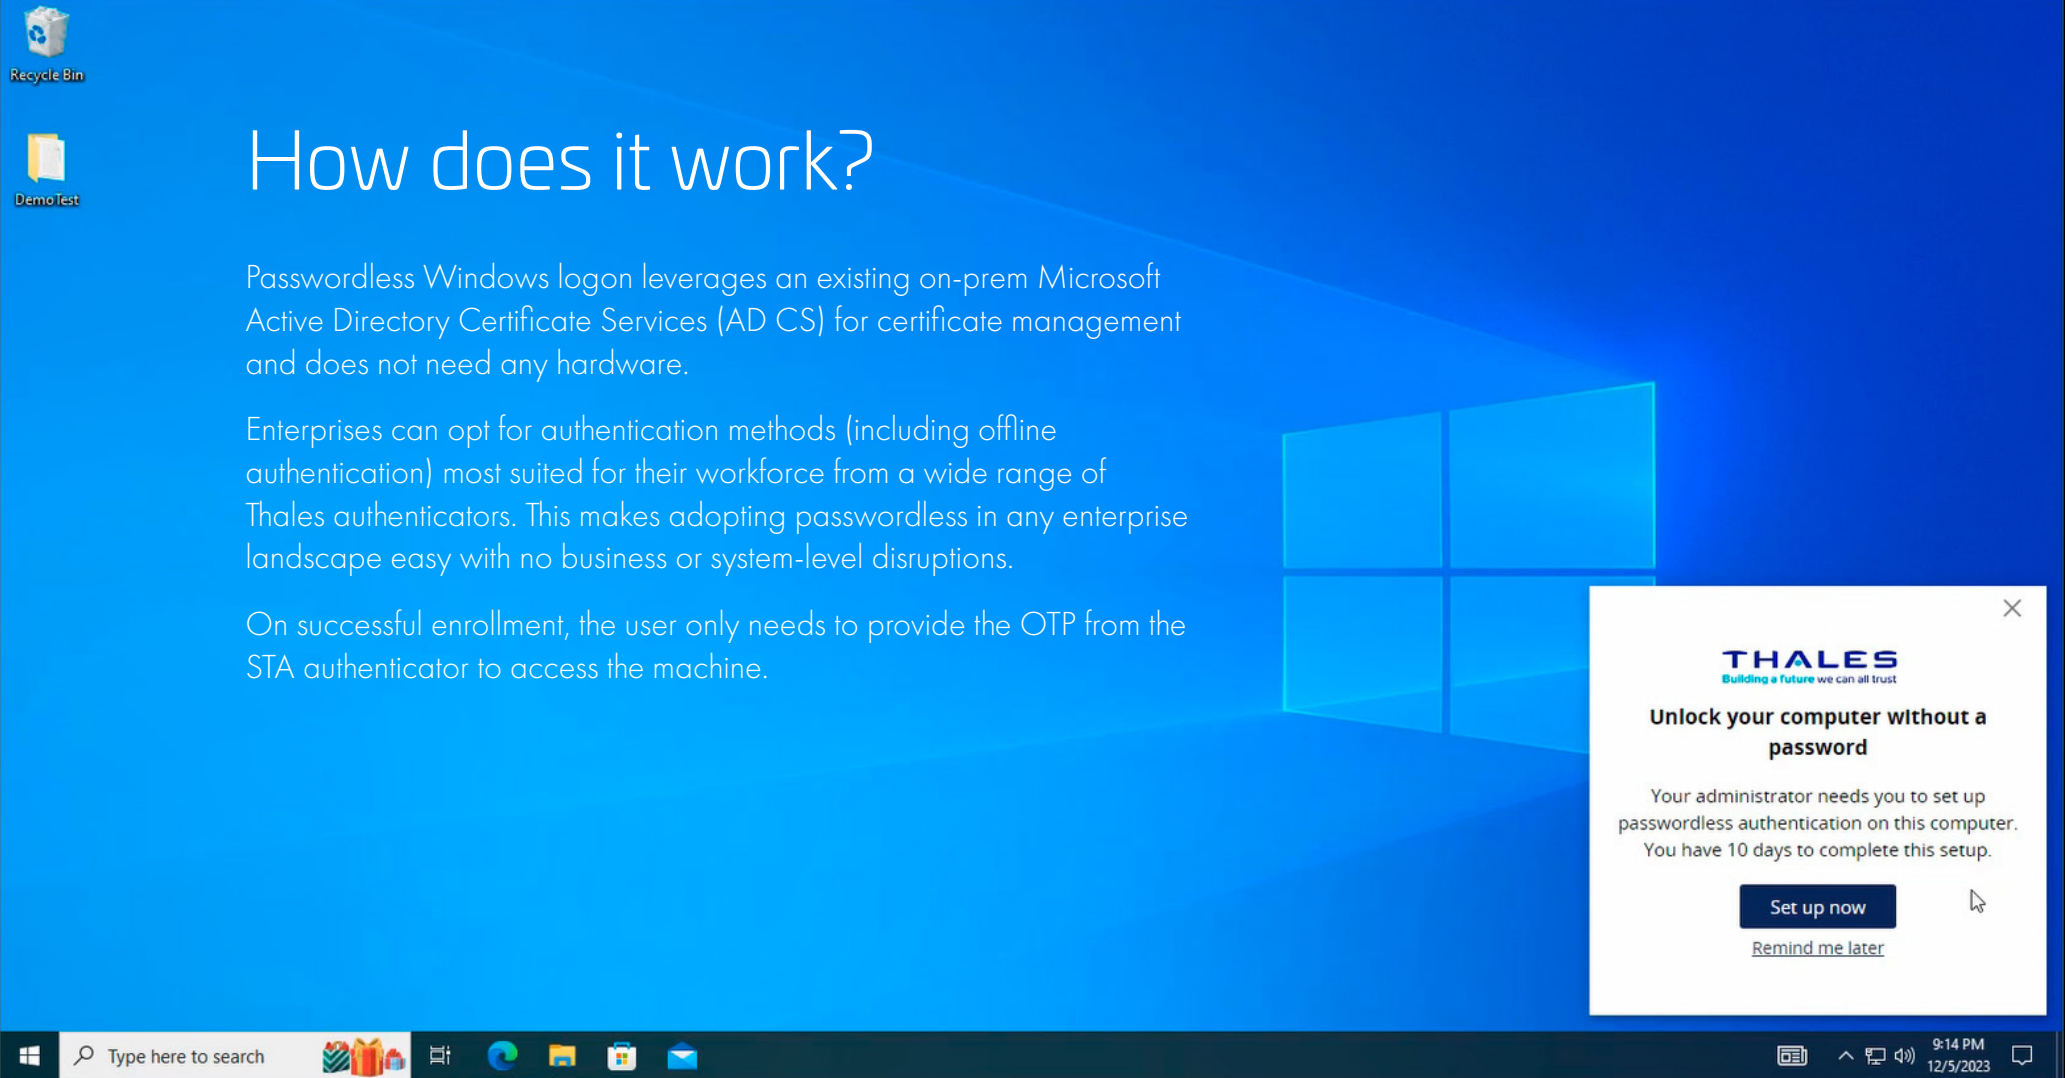 Recycle Bin
DemoTest
How does it work?
Passwordless Windows logon leverages an existing on-prem Microsoft
Active Directory Certificate Services (AD CS) for certificate management
and does not need any hardware.
Enterprises can opt for authentication methods (including offline
authentication) most suited for their workforce from a wide range of
Thales authenticators. This makes adopting passwordless in any enterprise
landscape easy with no business or system-level disruptions.
On successful enrollment, the user only needs to provide the OTP from the
STA authenticator to access the machine.
THALES
Building a future we can all trust
Unlock your computer without a
password
Your administrator needs you to set up
passwordless authentication on this computer.
You have 10 days to complete this setup.
Set up now
Remind me later
Type here to search
9:14 PM
12/5/2023